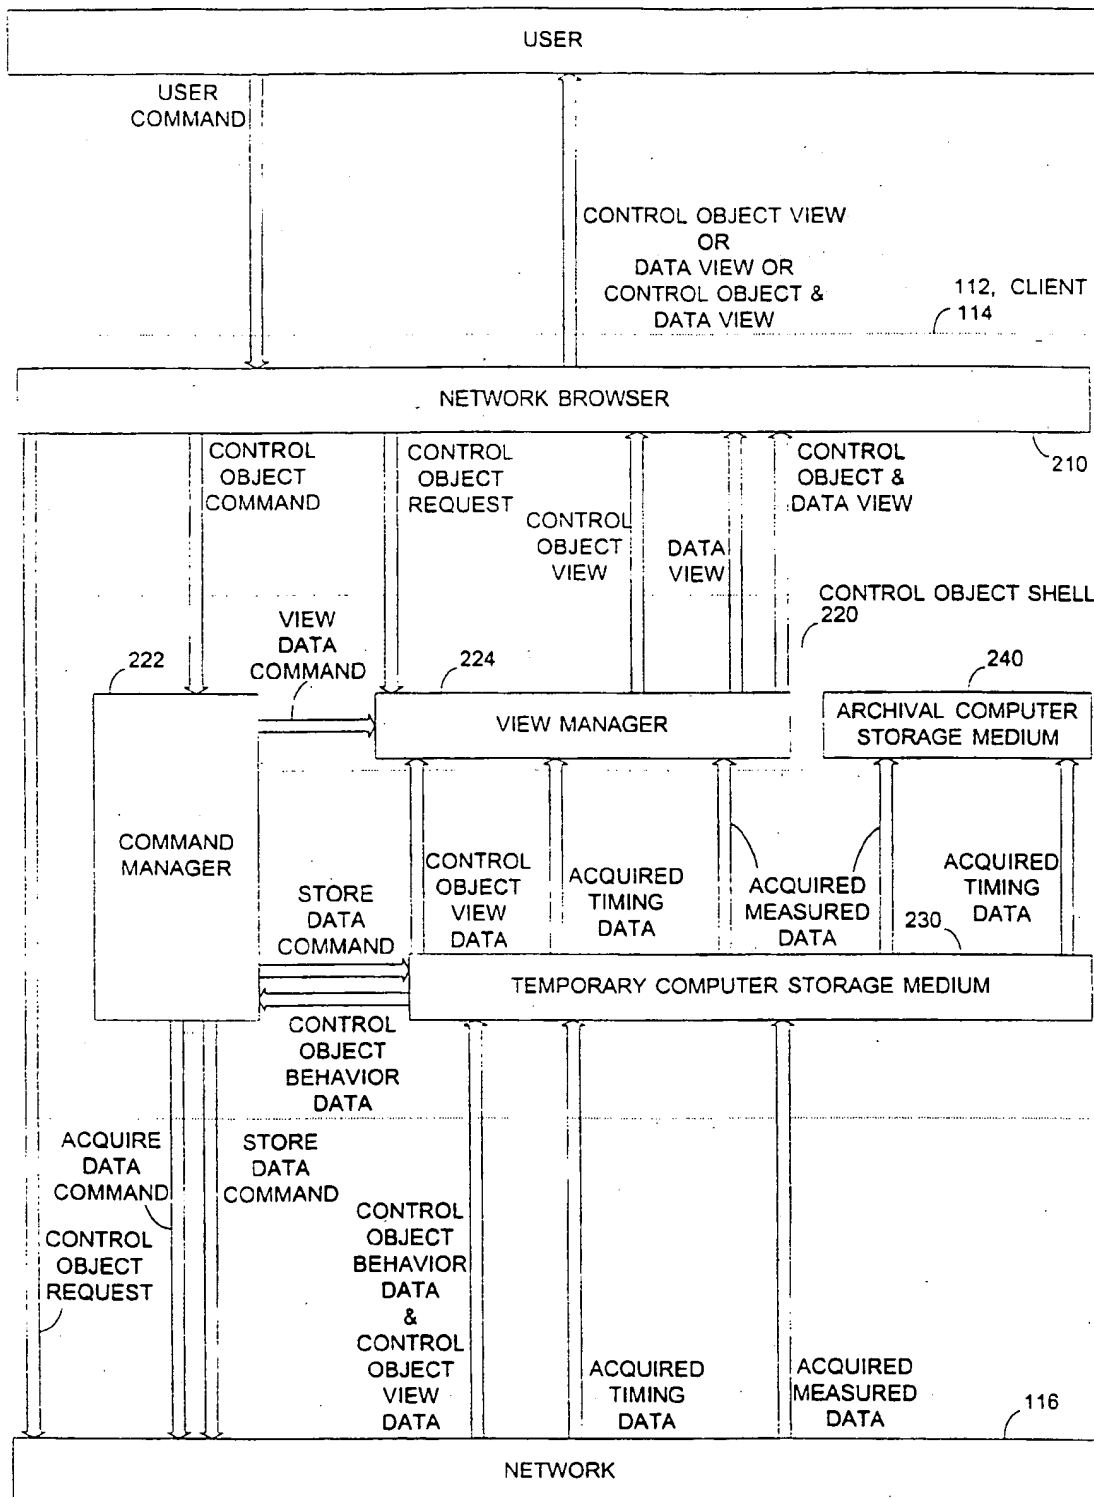 USER
USER
COMMAND
CONTROL OBJECT VIEW
OR
DATA VIEW OR
CONTROL OBJECT &
DATA VIEW
112, CLIENT
114
NETWORK BROWSER
210
CONTROL
OBJECT
COMMAND
CONTROL
OBJECT
REQUEST
CONTROL
OBJECT
VIEW
DATA
VIEW
CONTROL
OBJECT &
DATA VIEW
CONTROL OBJECT SHELL
220
VIEW
DATA
COMMAND
222
224
240
VIEW MANAGER
ARCHIVAL COMPUTER
STORAGE MEDIUM
COMMAND
MANAGER
STORE
DATA
COMMAND
CONTROL
OBJECT
VIEW
DATA
ACQUIRED
TIMING
DATA
ACQUIRED
MEASURED
DATA
ACQUIRED
TIMING
DATA
230
TEMPORARY COMPUTER STORAGE MEDIUM
CONTROL
OBJECT
BEHAVIOR
DATA
ACQUIRE
DATA
COMMAND
STORE
DATA
COMMAND
CONTROL
OBJECT
REQUEST
CONTROL
OBJECT
BEHAVIOR
DATA
&
CONTROL
OBJECT
VIEW
DATA
ACQUIRED
TIMING
DATA
ACQUIRED
MEASURED
DATA
116
NETWORK